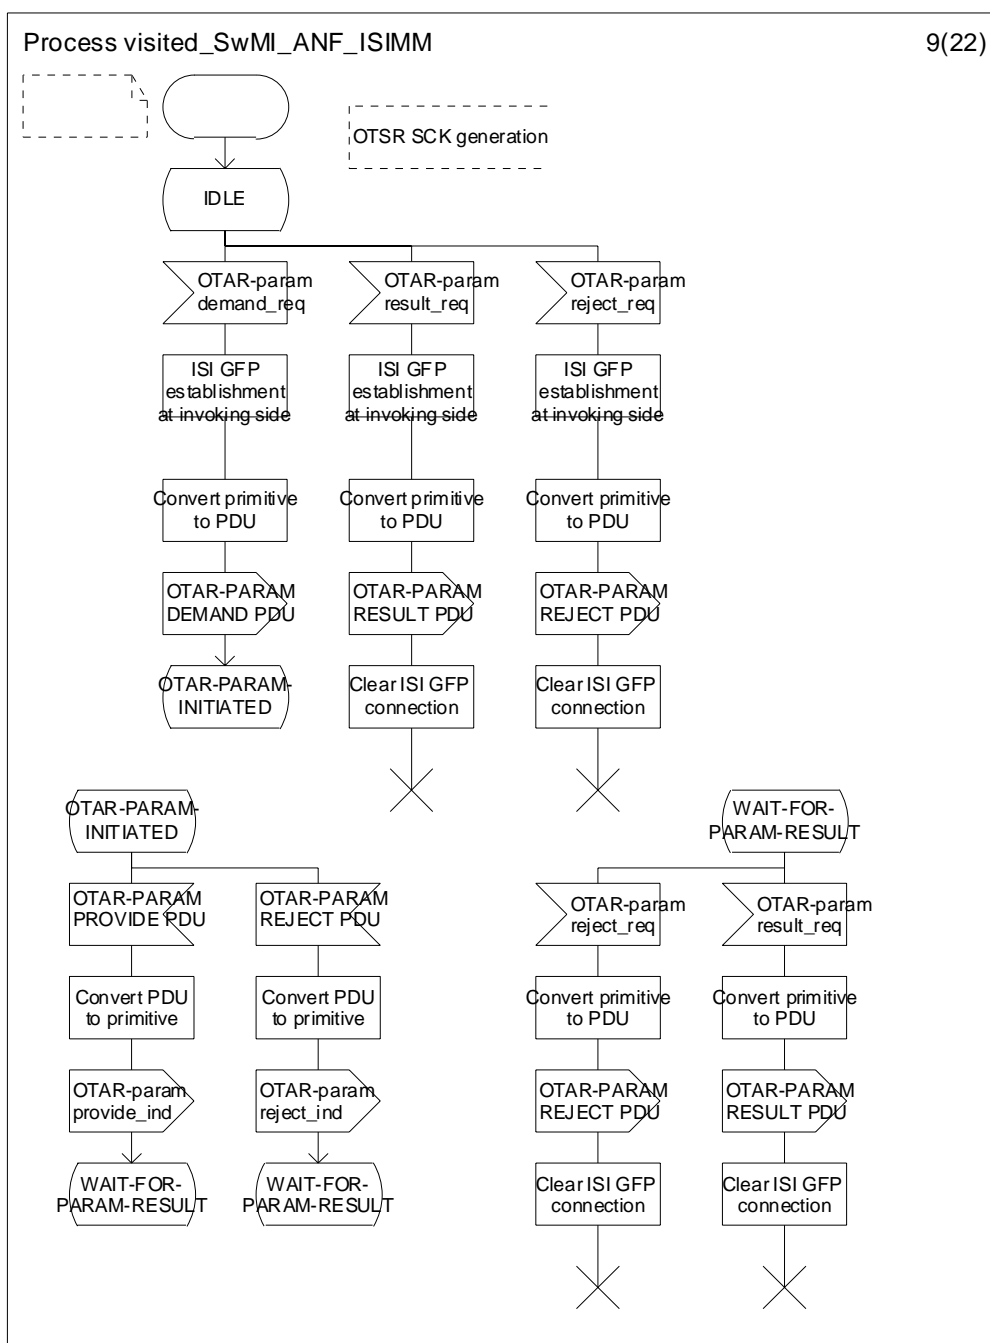 Process visited_SwMI_ANF_ISIMM
9(22)
OTSR SCK generation
IDLE
OTAR-param
demand_req
OTAR-param
result_req
OTAR-param
reject_req
ISI GFP
establishment
at invoking side
ISI GFP
establishment
at invoking side
ISI GFP
establishment
at invoking side
Convert primitive
to PDU
Convert primitive
to PDU
Convert primitive
to PDU
OTAR-PARAM
DEMAND PDU
OTAR-PARAM
RESULT PDU
OTAR-PARAM
REJECT PDU
OTAR-PARAM-
INITIATED
Clear ISI GFP
connection
Clear ISI GFP
connection
OTAR-PARAM-
INITIATED
WAIT-FOR-
PARAM-RESULT
OTAR-PARAM
PROVIDE PDU
OTAR-PARAM
REJECT PDU
OTAR-param
reject_req
OTAR-param
result_req
Convert PDU
to primitive
Convert PDU
to primitive
Convert primitive
to PDU
Convert primitive
to PDU
OTAR-param
provide_ind
OTAR-param
reject_ind
OTAR-PARAM
REJECT PDU
OTAR-PARAM
RESULT PDU
WAIT-FOR-
PARAM-RESULT
WAIT-FOR-
PARAM-RESULT
Clear ISI GFP
connection
Clear ISI GFP
connection